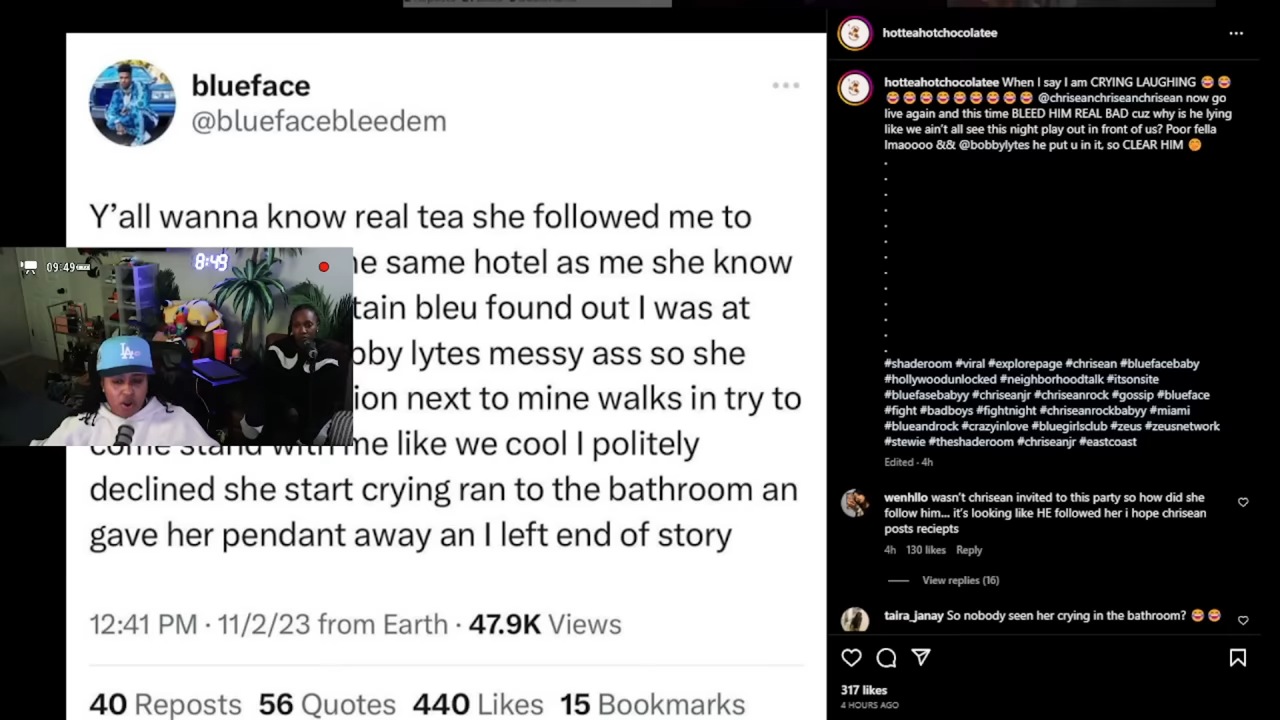 blueface
@bluefacebleedem
Y'all wanna know real tea she followed me to
same hotel as me she know
bleu found out I was at
lytes messy ass so she
next to mine walks in try to
come stand with me like we cool I politely
declined she start crying ran to the bathroom an
gave her pendant away an I left end of story
12:41 PM · 11/2/23 from Earth · 47.9K Views
40 Reposts 56 Quotes 440 Likes 15 Bookmarks
09:49
8:49
LA
hotteahotchocolatee
hotteahotchocolatee When I say I am CRYING LAUGHING 😂😂
😂😂😂😂😂😂😂😂😂 @chriseanchriseanchrisean now go
live again and this time BLEED HIM REAL BAD cuz why is he lying
like we ain't all see this night play out in front of us? Poor fella
lmaoooo && @bobbylytes he put u in it, so CLEAR HIM 🤭
.
.
.
.
.
.
.
.
.
.
.
.
.
#shaderoom #viral #explorepage #chrisean #bluefacebaby
#hollywoodunlocked #neighborhoodtalk #itsonsite
#bluefasebabyy #chriseanjr #chriseanrock #gossip #blueface
#fight #badboys #fightnight #chriseanrockbabyy #miami
#blueandrock #crazyinlove #bluegirlsclub #zeus #zeusnetwork
#stewie #theshaderoom #chriseanjr #eastcoast
Edited · 4h
wenhllo wasn't chrisean invited to this party so how did she
follow him... it's looking like HE followed her i hope chrisean
posts reciepts
4h 130 likes Reply
View replies (16)
taira_janay So nobody seen her crying in the bathroom? 😂😂
317 likes
4 HOURS AGO